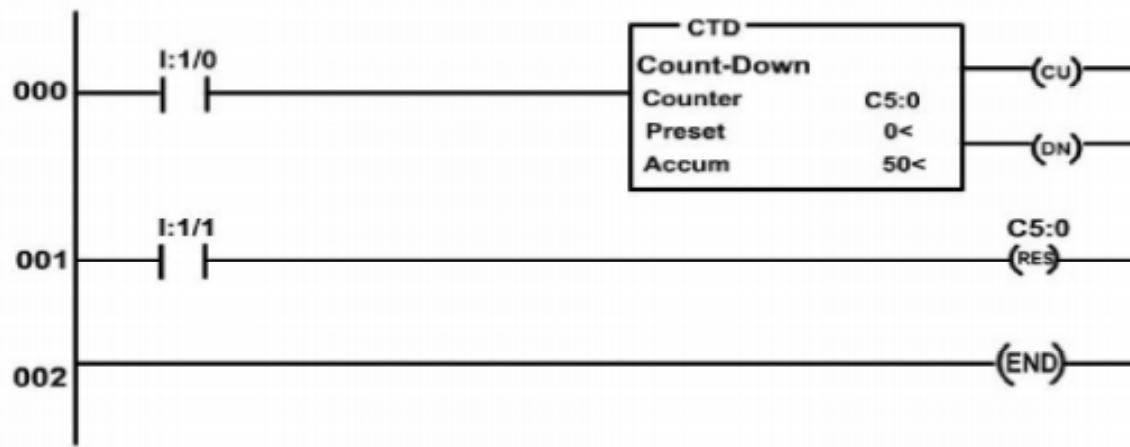 CTD
I:1/0
Count-Down
(CU)
000
Counter C5:0
Preset 0<
(DN)
Accum 50<
I:1/1
C5:0
001
(RES)
002
(END)